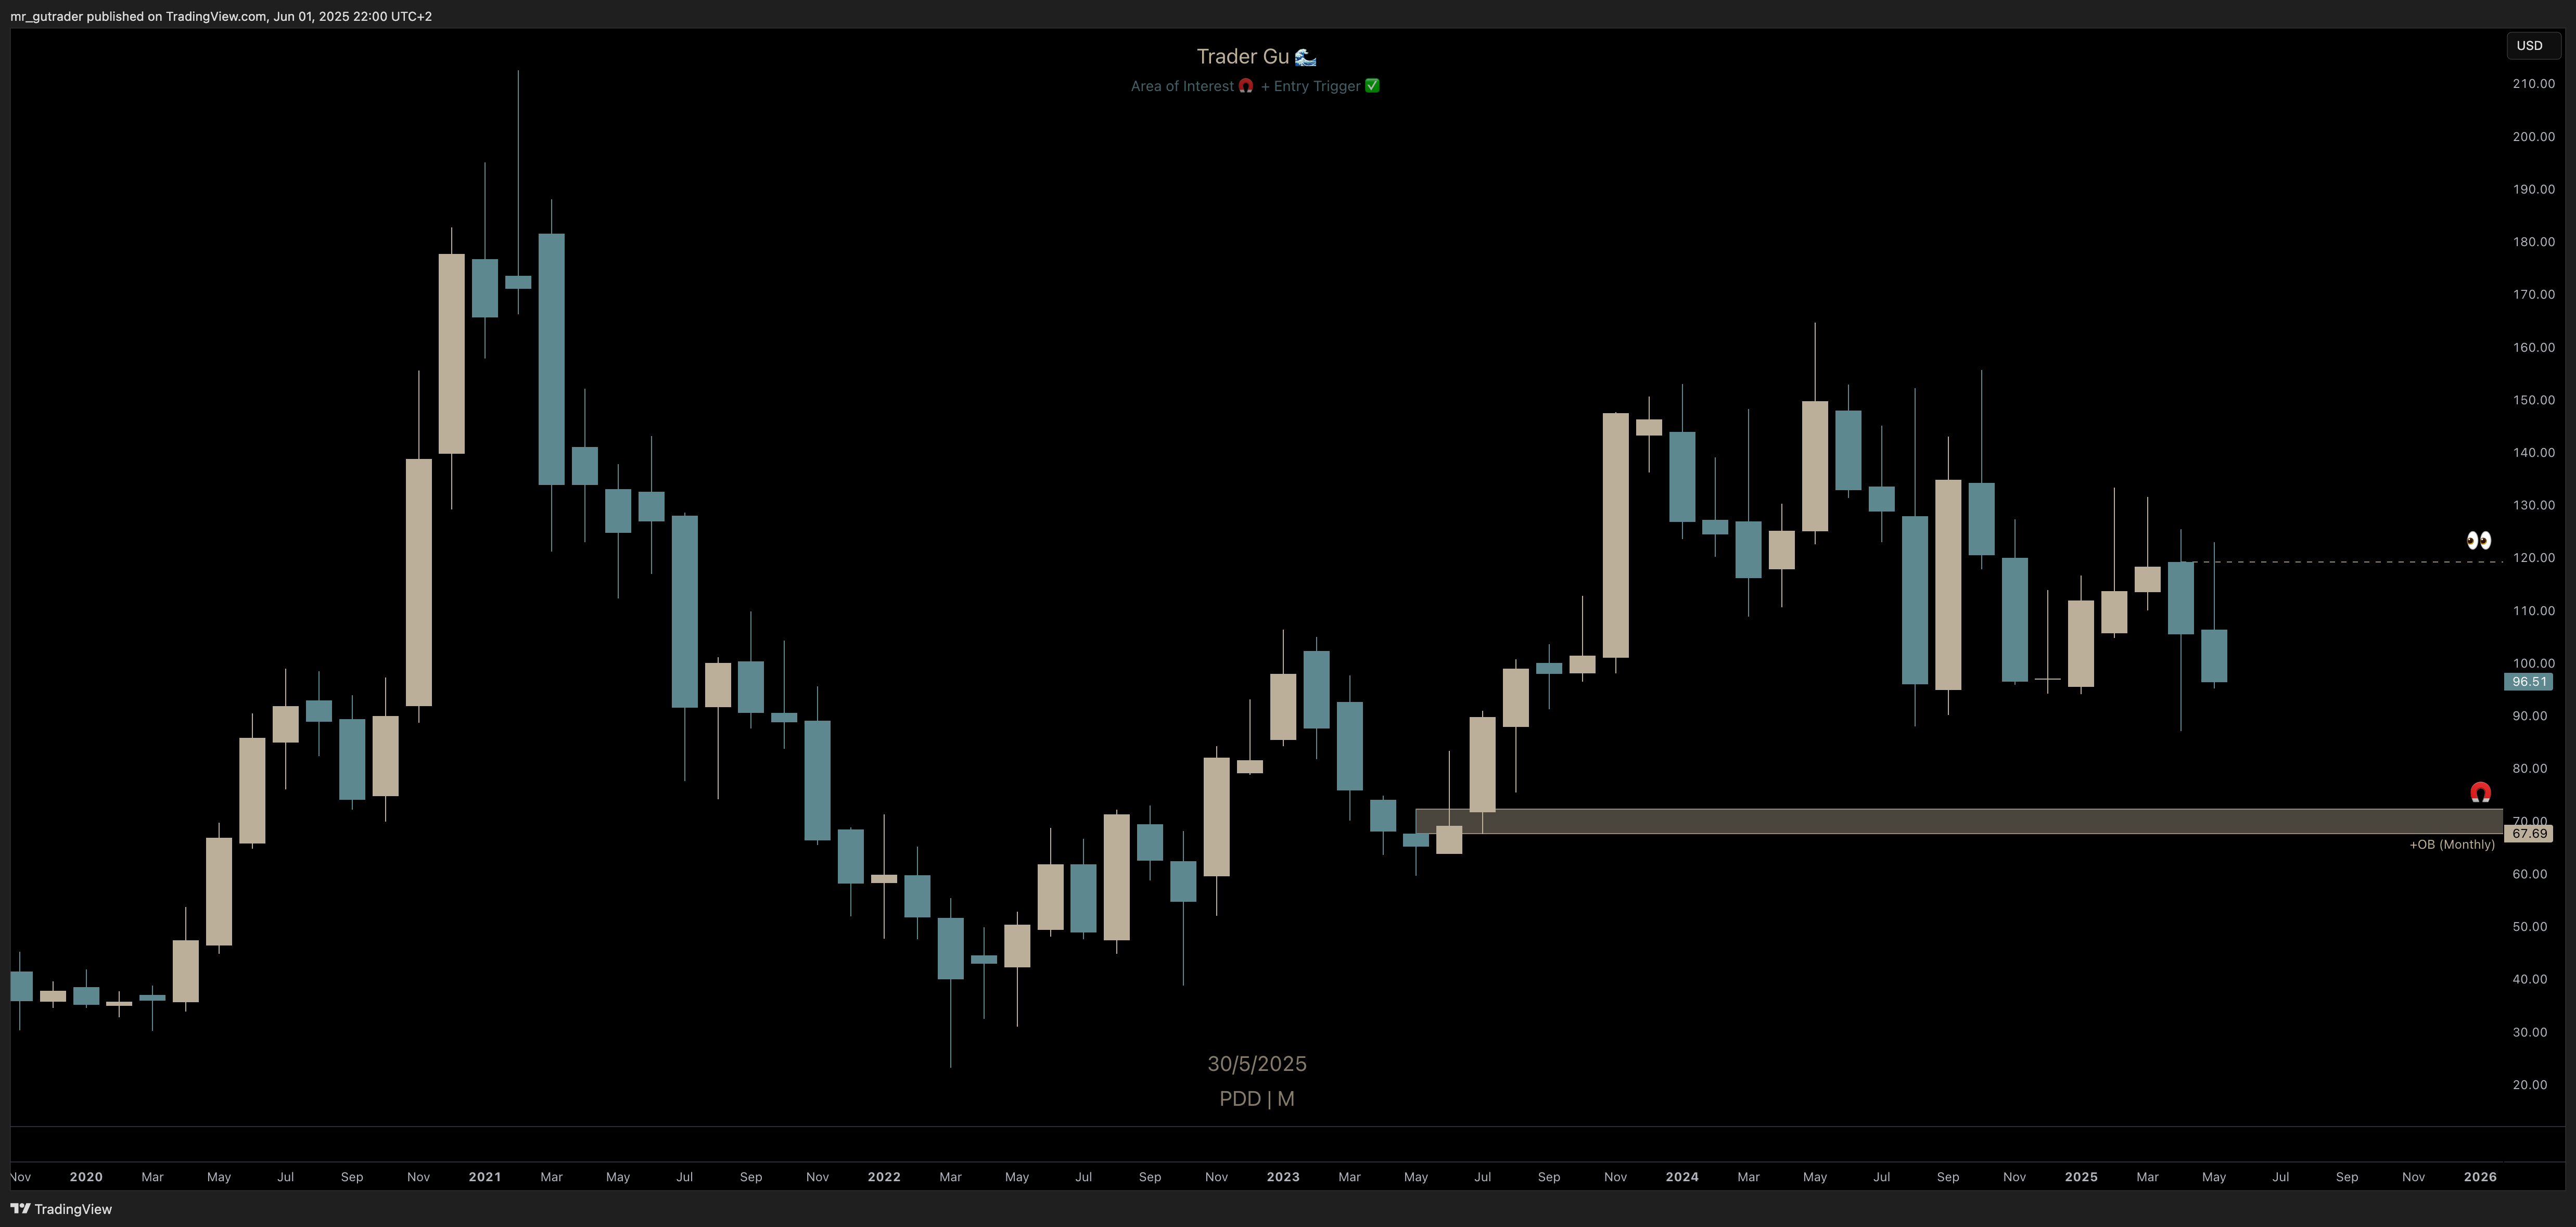 mr_gutrader published on TradingView.com, Jun 01, 2025 22:00 UTC+2
USD
Trader Gu 🌊
Area of Interest 🧲 + Entry Trigger ✅
210.00
200.00
190.00
180.00
170.00
160.00
150.00
140.00
130.00
120.00
110.00
100.00
96.51
90.00
80.00
70.00
67.69
+OB (Monthly)
60.00
50.00
40.00
30.00
20.00
30/5/2025
PDD | M
Nov 2020 Mar May Jul Sep Nov 2021 Mar May Jul Sep Nov 2022 Mar May Jul Sep Nov 2023 Mar May Jul Sep Nov 2024 Mar May Jul Sep Nov 2025 Mar May Jul Sep Nov 2026
TradingView